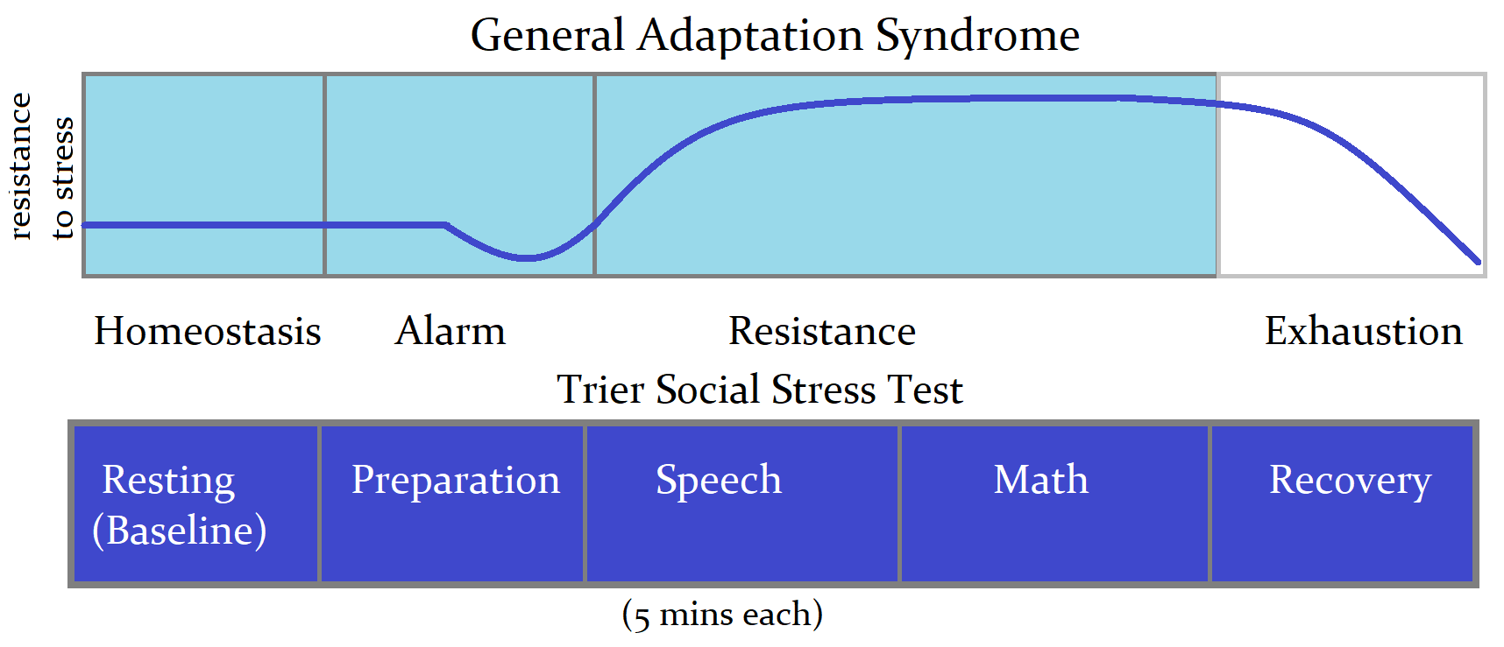 General Adaptation Syndrome
resistance
to stress
Homeostasis Alarm Resistance Exhaustion
Trier Social Stress Test
Resting Preparation Speech Math Recovery
(Baseline)
(5 mins each)